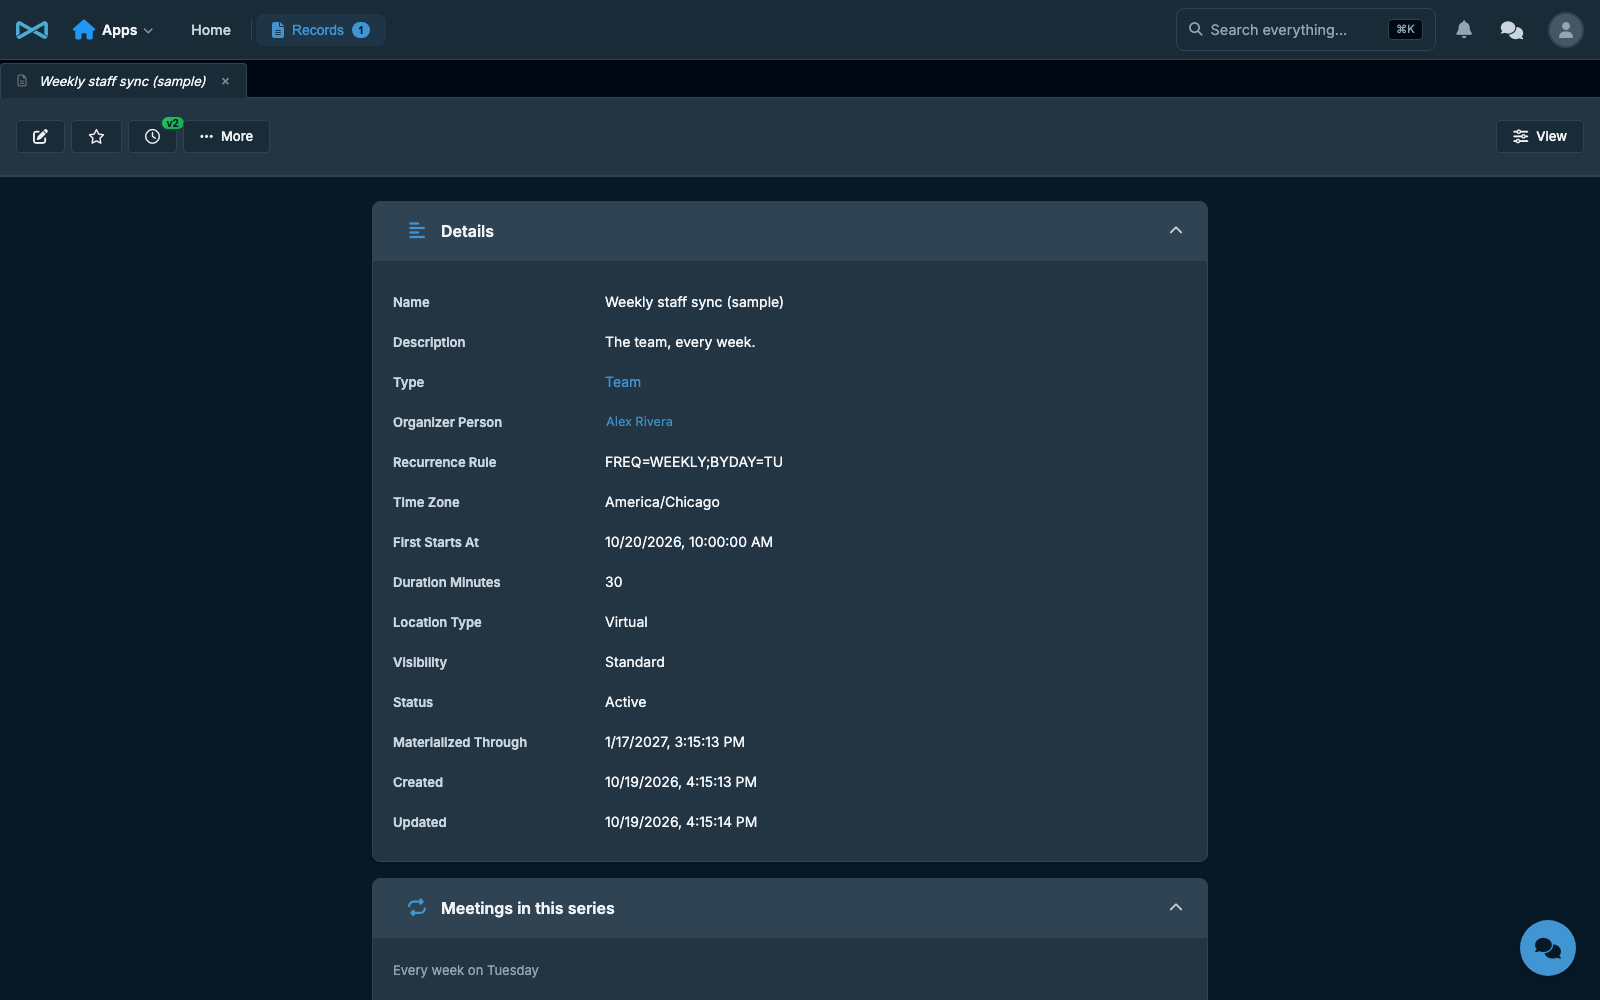 Apps
Home
Records 1
Search everything...
⌘K
Weekly staff sync (sample) ×
v2
More
View
Details
Name Weekly staff sync (sample)
Description The team, every week.
Type Team
Organizer Person Alex Rivera
Recurrence Rule FREQ=WEEKLY;BYDAY=TU
Time Zone America/Chicago
First Starts At 10/20/2026, 10:00:00 AM
Duration Minutes 30
Location Type Virtual
Visibility Standard
Status Active
Materialized Through 1/17/2027, 3:15:13 PM
Created 10/19/2026, 4:15:13 PM
Updated 10/19/2026, 4:15:14 PM
Meetings in this series
Every week on Tuesday